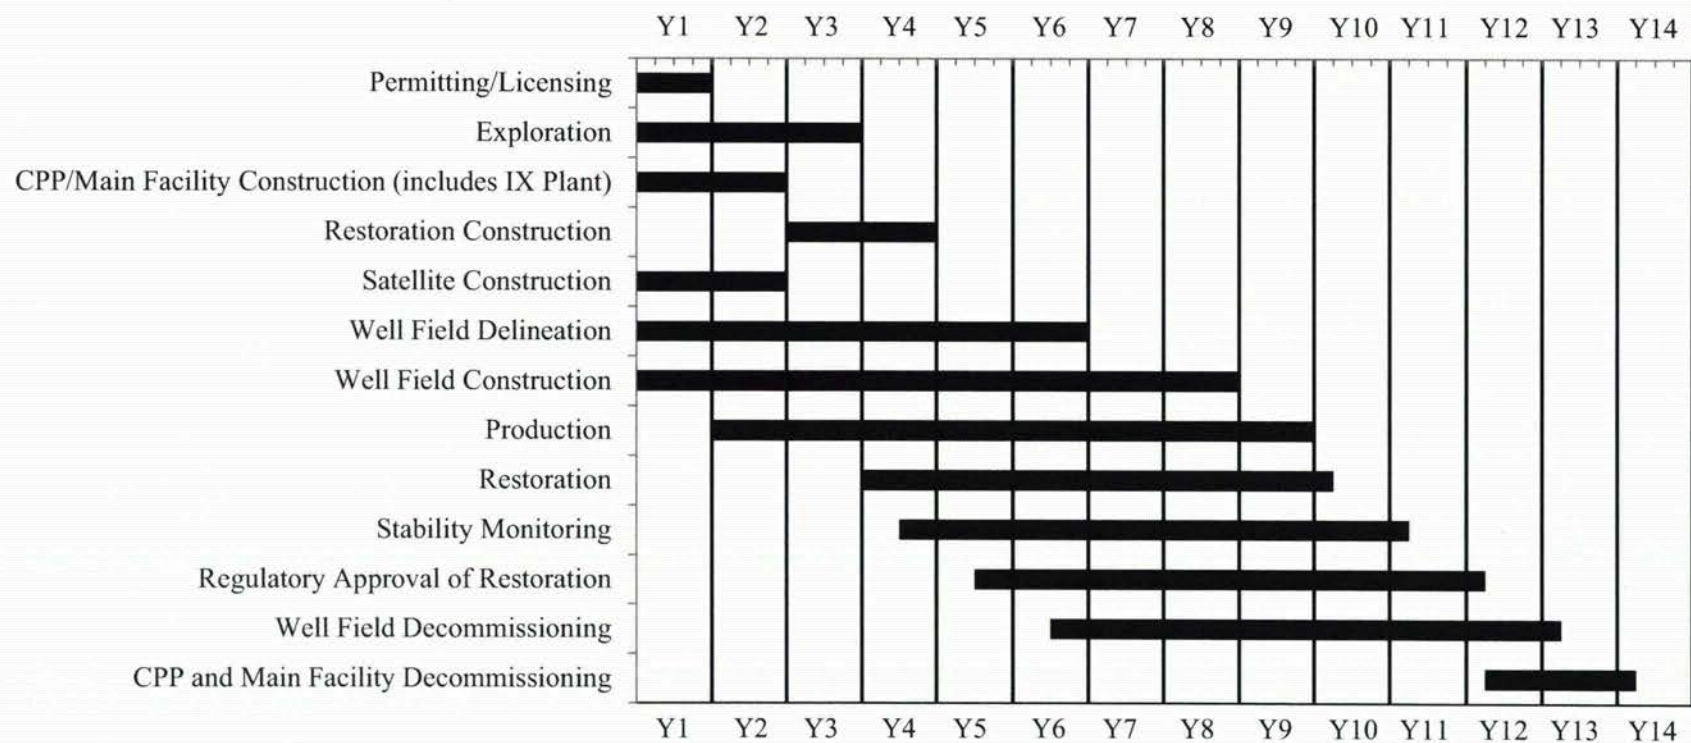 Y1 Y2 Y3 Y4 Y5 Y6 Y7 Y8 Y9 Y10 Y11 Y12 Y13 Y14
Permitting/Licensing
Exploration
CPP/Main Facility Construction (includes IX Plant)
Restoration Construction
Satellite Construction
Well Field Delineation
Well Field Construction
Production
Restoration
Stability Monitoring
Regulatory Approval of Restoration
Well Field Decommissioning
CPP and Main Facility Decommissioning
Y1 Y2 Y3 Y4 Y5 Y6 Y7 Y8 Y9 Y10 Y11 Y12 Y13 Y14